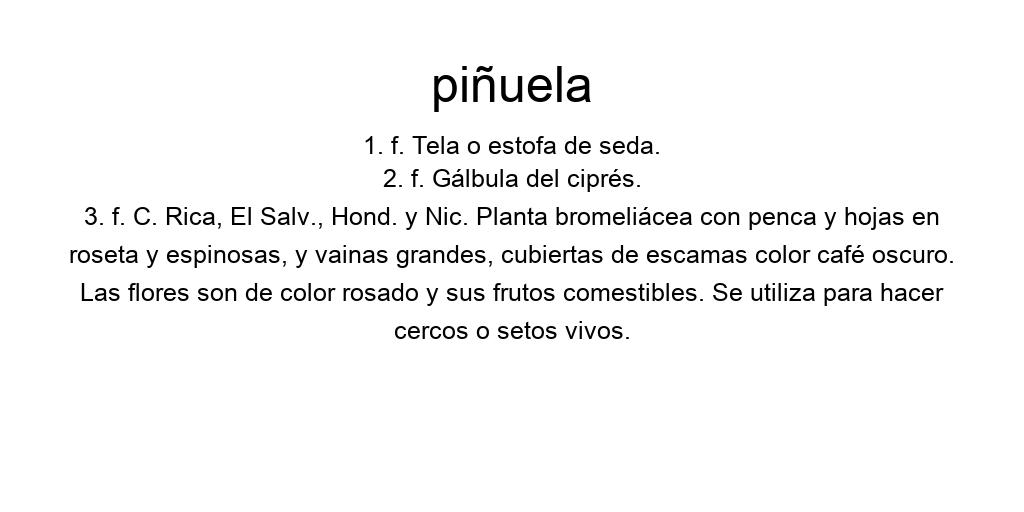 piñuela
1. f. Tela o estofa de seda.
2. f. Gálbula del ciprés.
3. f. C. Rica, El Salv., Hond. y Nic. Planta bromeliácea con penca y hojas en
roseta y espinosas, y vainas grandes, cubiertas de escamas color café oscuro.
Las flores son de color rosado y sus frutos comestibles. Se utiliza para hacer
cercos o setos vivos.